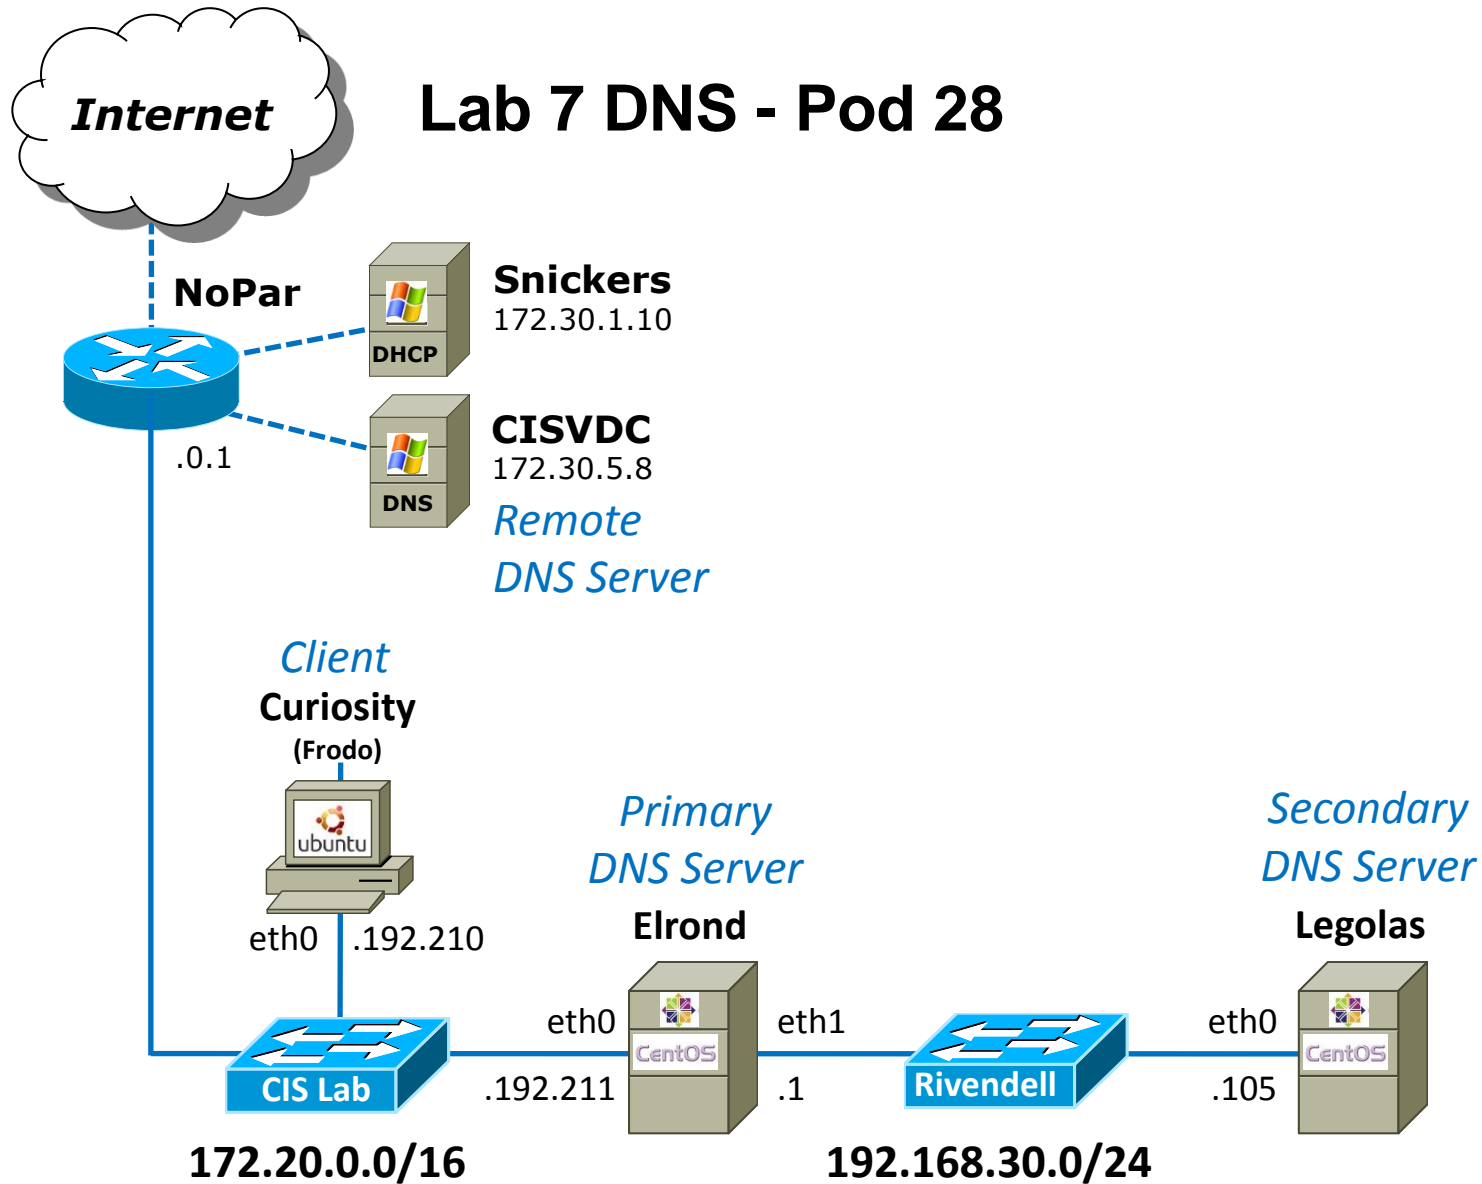 Internet
Lab 7 DNS - Pod 28
NoPar
Snickers
172.30.1.10
DHCP
CISVDC
172.30.5.8
DNS
.0.1
Remote
DNS Server
Client
Curiosity
(Frodo)
ubuntu
eth0 .192.210
Primary
DNS Server
Elrond
Secondary
DNS Server
Legolas
eth0
CentOS
eth1
eth0
CentOS
CIS Lab
.192.211
.1
Rivendell
.105
172.20.0.0/16
192.168.30.0/24